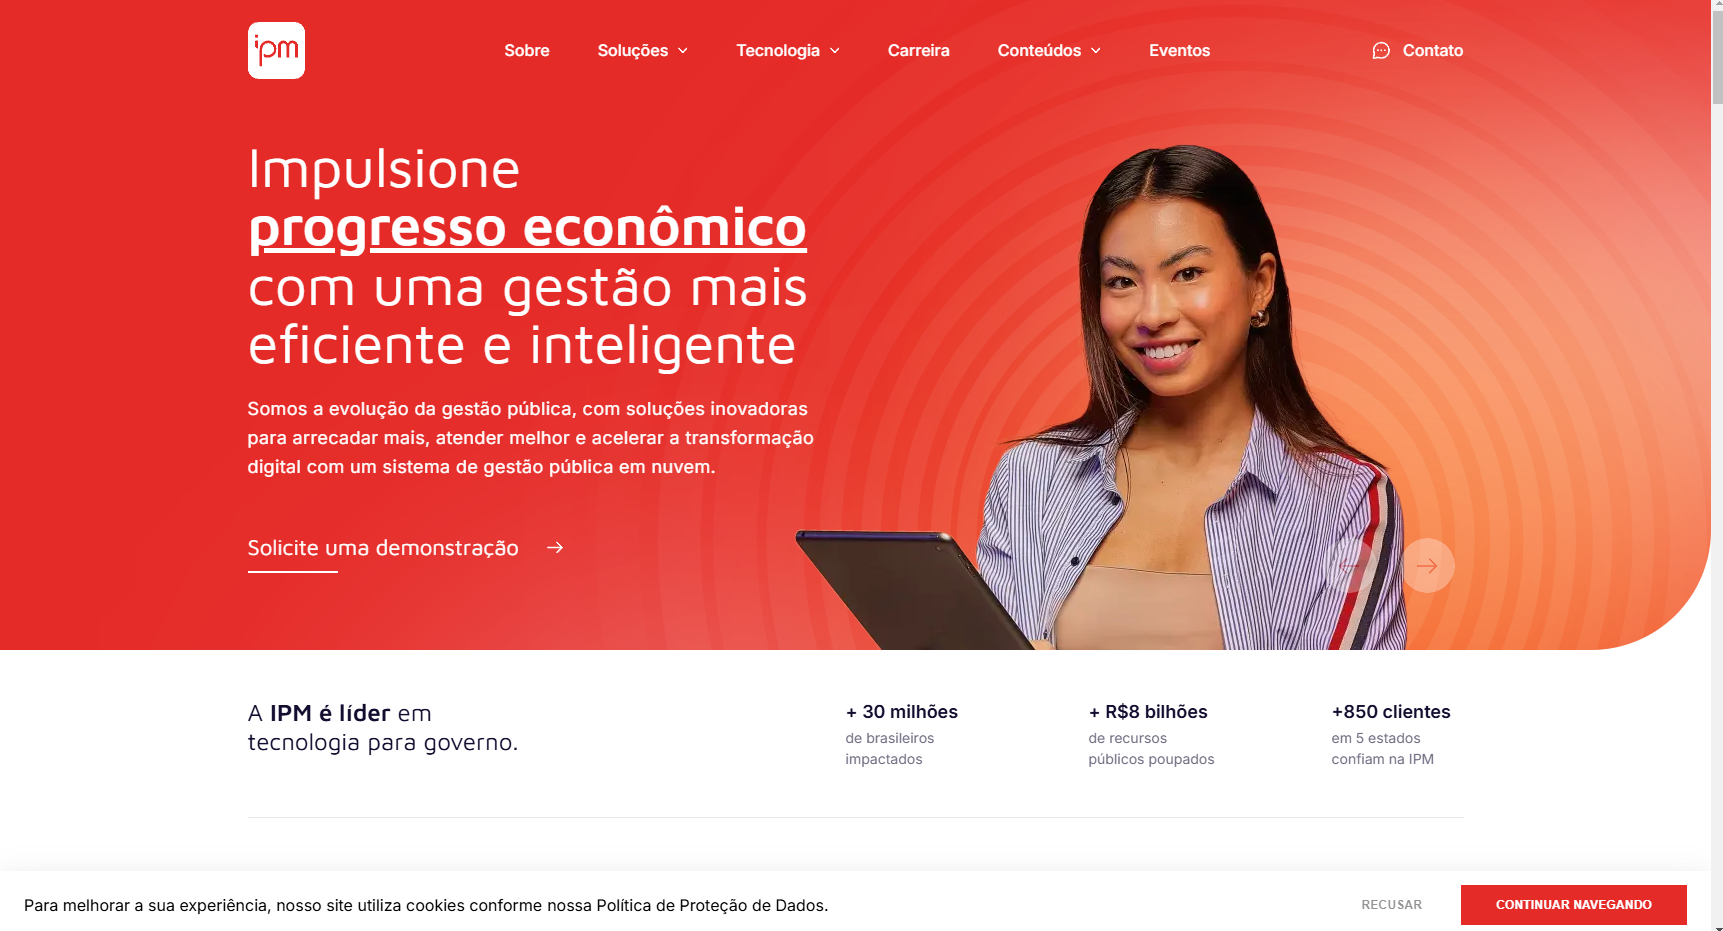 ipm
Sobre
Soluções
Tecnologia
Carreira
Conteúdos
Eventos
Contato
Impulsione
progresso econômico
com uma gestão mais
eficiente e inteligente
Somos a evolução da gestão pública, com soluções inovadoras
para arrecadar mais, atender melhor e acelerar a transformação
digital com um sistema de gestão pública em nuvem.
Solicite uma demonstração
A IPM é líder em
tecnologia para governo.
+ 30 milhões
de brasileiros
impactados
+ R$8 bilhões
de recursos
públicos poupados
+850 clientes
em 5 estados
confiam na IPM
Para melhorar a sua experiência, nosso site utiliza cookies conforme nossa Política de Proteção de Dados.
RECUSAR
CONTINUAR NAVEGANDO